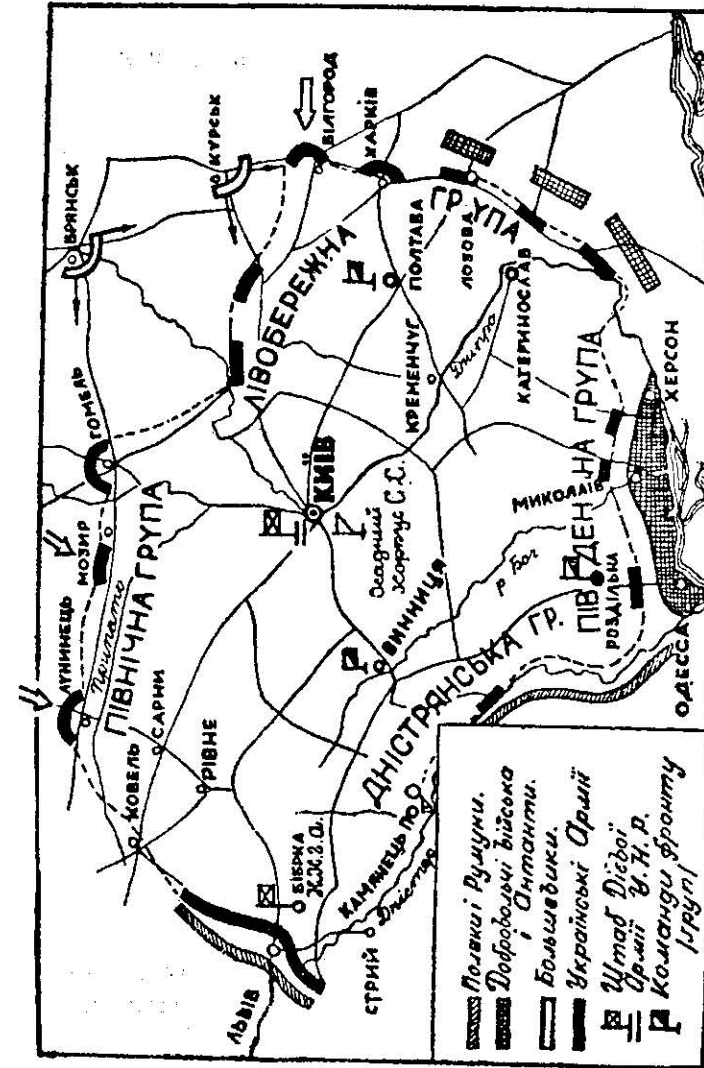 БРЯНСЬК
КУРСЬК
БІЛГОРОД
ХАРКІВ
ГОМЕЛЬ
МОЗИР
ЛУНИНЕЦЬ
Припять
ПІВНІЧНА ГРУПА
ЛІВОБЕРЕЖНА ГРУПА
КОВЕЛЬ
САРНИ
РІВНЕ
КИЇВ
Осадний
Корпус С.С.
ПОЛТАВА
ЛОЗОВА
КРЕМЕНЧУГ
Дніпро
КАТЕРИНОСЛАВ
ЛЬВІВ
БІБРКА
СТРИЙ
Дністер
КАМЯНЕЦЬ ПО
ВИННИЦЯ
р Бог
ДНІСТРЯНСЬКА ГР.
ПІВДЕННА ГРУПА
РОЗДІЛЬНА
МИКОЛАЇВ
ХЕРСОН
ОДЕССА
Поляки і Румуни.
Добровольчі війська
і Антанти.
Большевики.
Українські Армії
Штаб Дієвої
Армії У.Н.Р.
Команди фронту
/груп/